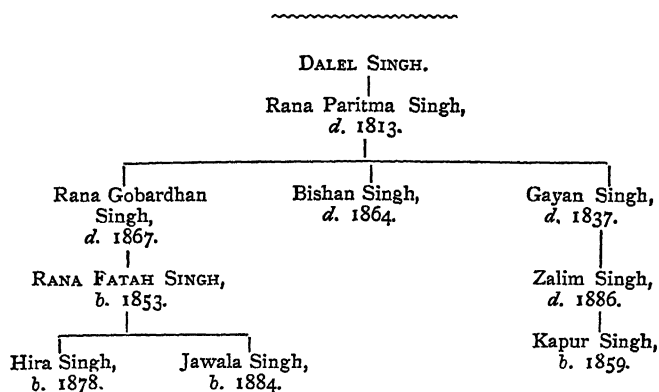 DALEL SINGH.
Rana Paritma Singh,
d. 1813.
Rana Gobardhan
Singh,
d. 1867.
Bishan Singh,
d. 1864.
Gayan Singh,
d. 1837.
RANA FATAH SINGH,
b. 1853.
Zalim Singh,
d. 1886.
Hira Singh,
b. 1878.
Jawala Singh,
b. 1884.
Kapur Singh,
b. 1859.